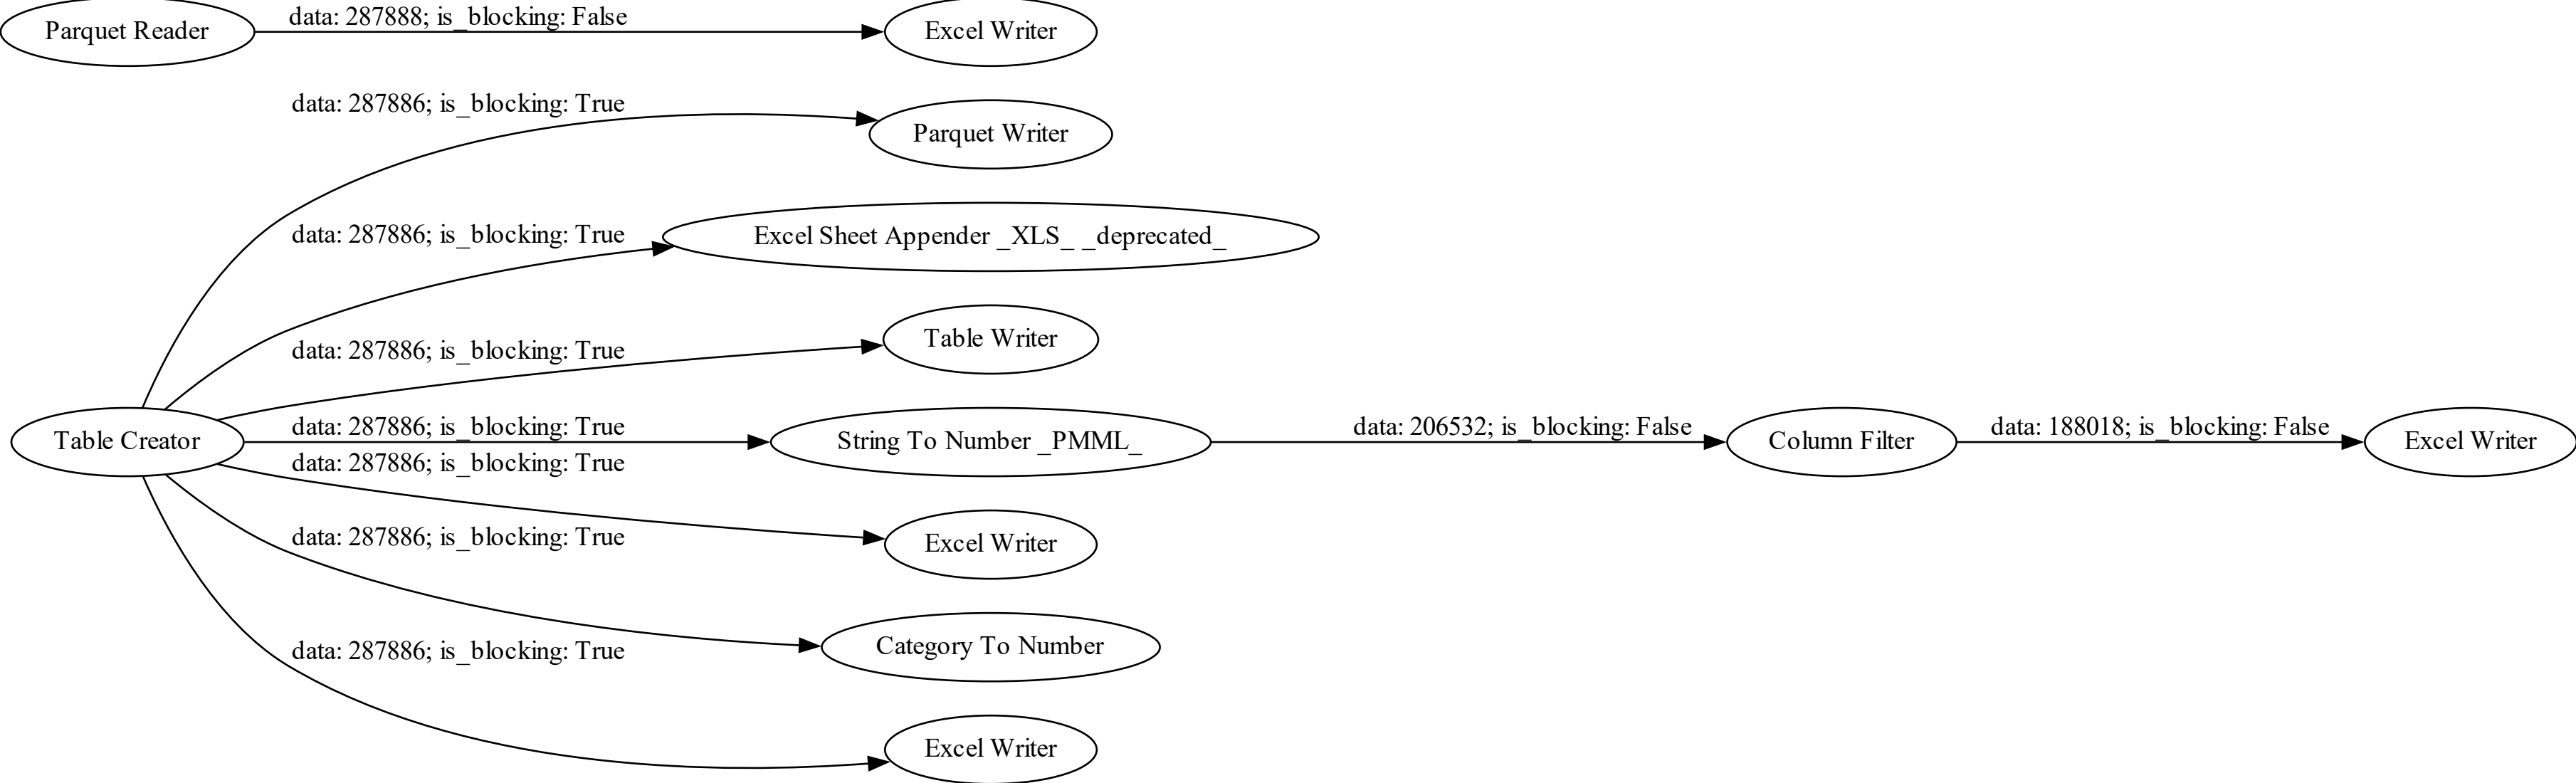 Parquet Reader
data: 287888; is_blocking: False
Excel Writer
data: 287886; is_blocking: True
Parquet Writer
data: 287886; is_blocking: True
Excel Sheet Appender _XLS_ _deprecated_
data: 287886; is_blocking: True
Table Writer
Table Creator
data: 287886; is_blocking: True
String To Number _PMML_
data: 206532; is_blocking: False
Column Filter
data: 188018; is_blocking: False
Excel Writer
data: 287886; is_blocking: True
Excel Writer
data: 287886; is_blocking: True
Category To Number
data: 287886; is_blocking: True
Excel Writer